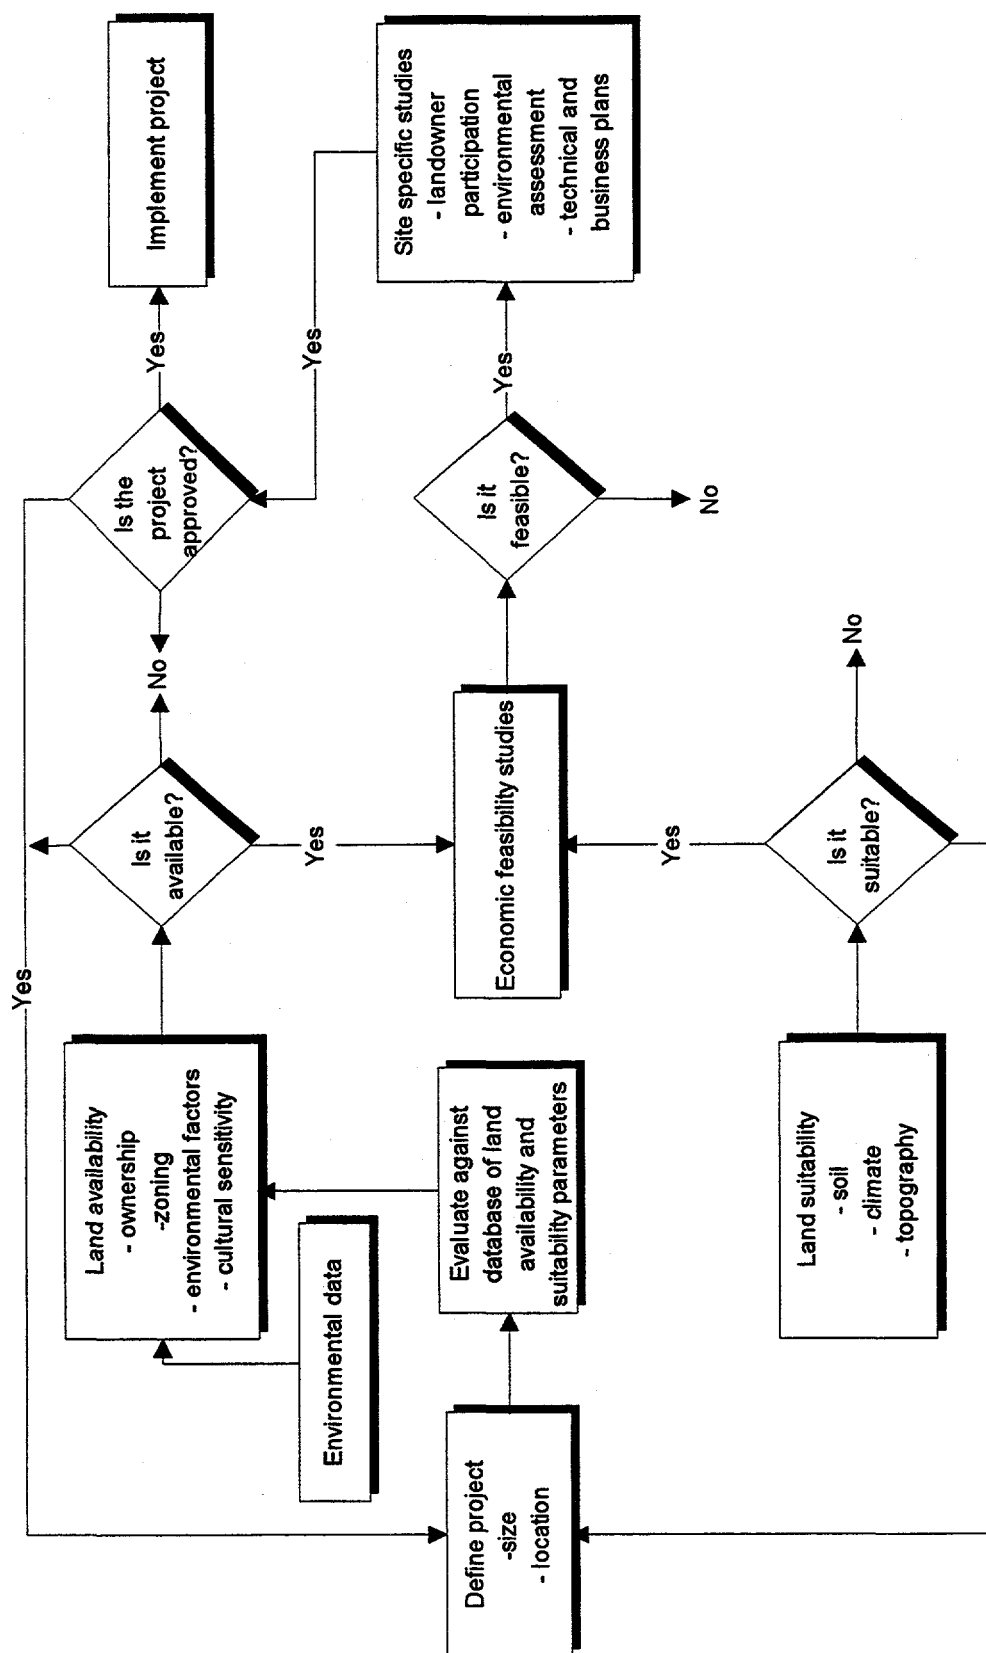 Yes
Land availability
- ownership
-zoning
- environmental factors
- cultural sensitivity
Is it
available?
No
Is the
project
approved?
Yes
Implement project
Environmental data
Yes
Yes
Define project
-size
- location
Evaluate against
database of land
availability and
suitability parameters
Economic feasibility studies
Is it
feasible?
Yes
No
Site specific studies
- landowner
participation
- environmental
assessment
- technical and
business plans
Yes
Land suitability
- soil
- climate
- topography
Is it
suitable?
No